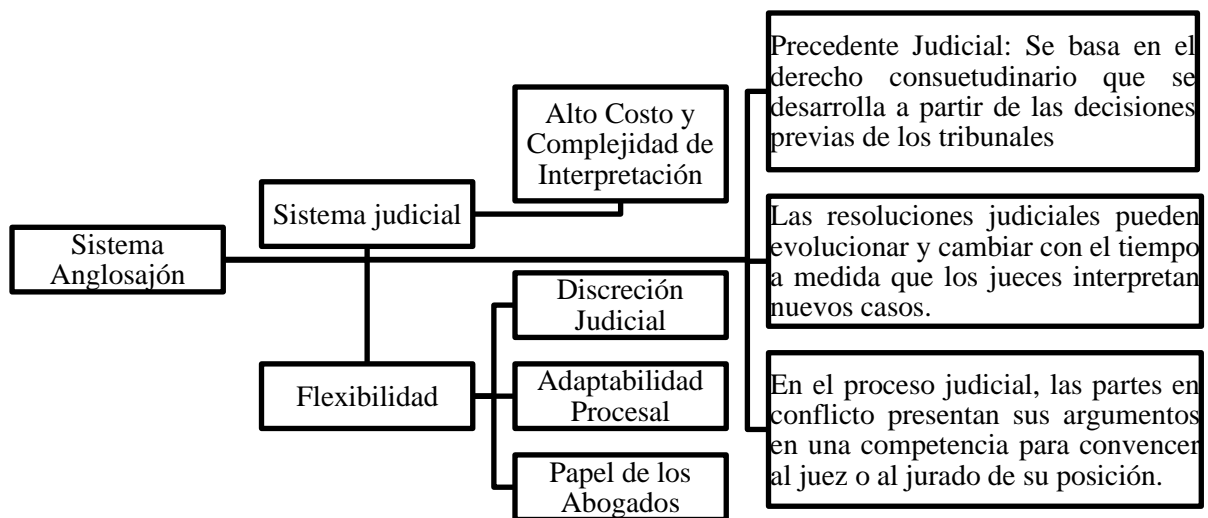 Sistema
Anglosajón
Sistema judicial
Alto Costo y
Complejidad de
Interpretación
Flexibilidad
Discreción
Judicial
Adaptabilidad
Procesal
Papel de los
Abogados
Precedente Judicial: Se basa en el
derecho consuetudinario que se
desarrolla a partir de las decisiones
previas de los tribunales
Las resoluciones judiciales pueden
evolucionar y cambiar con el tiempo
a medida que los jueces interpretan
nuevos casos.
En el proceso judicial, las partes en
conflicto presentan sus argumentos
en una competencia para convencer
al juez o al jurado de su posición.